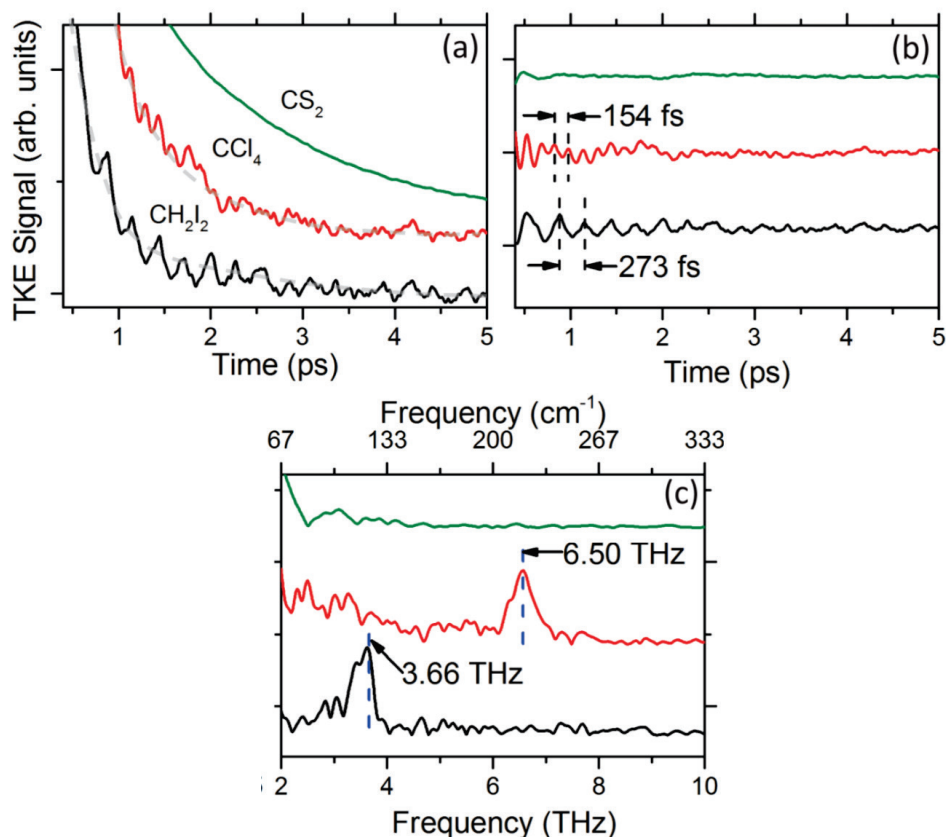 (a)
TKE Signal (arb. units)
CS2
CCl4
CH2I2
1 2 3 4 5
Time (ps)
(b)
154 fs
273 fs
1 2 3 4 5
Time (ps)
Frequency (cm-1)
67 133 200 267 333
(c)
6.50 THz
3.66 THz
2 4 6 8 10
Frequency (THz)